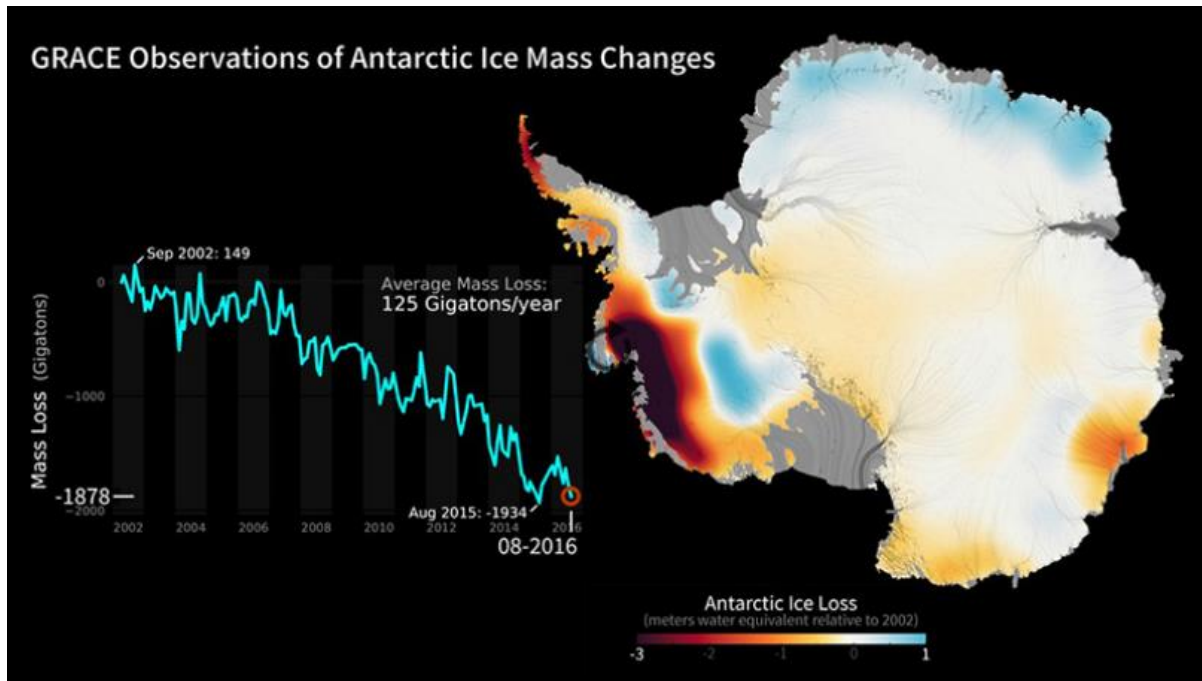 GRACE Observations of Antarctic Ice Mass Changes
Sep 2002: 149
Average Mass Loss:
125 Gigatons/year
Mass Loss (Gigatons)
0
−1000
-1878
−2000
Aug 2015: -1934
2002 2004 2006 2008 2010 2012 2014 2016
08-2016
Antarctic Ice Loss
(meters water equivalent relative to 2002)
-3 -2 -1 0 1